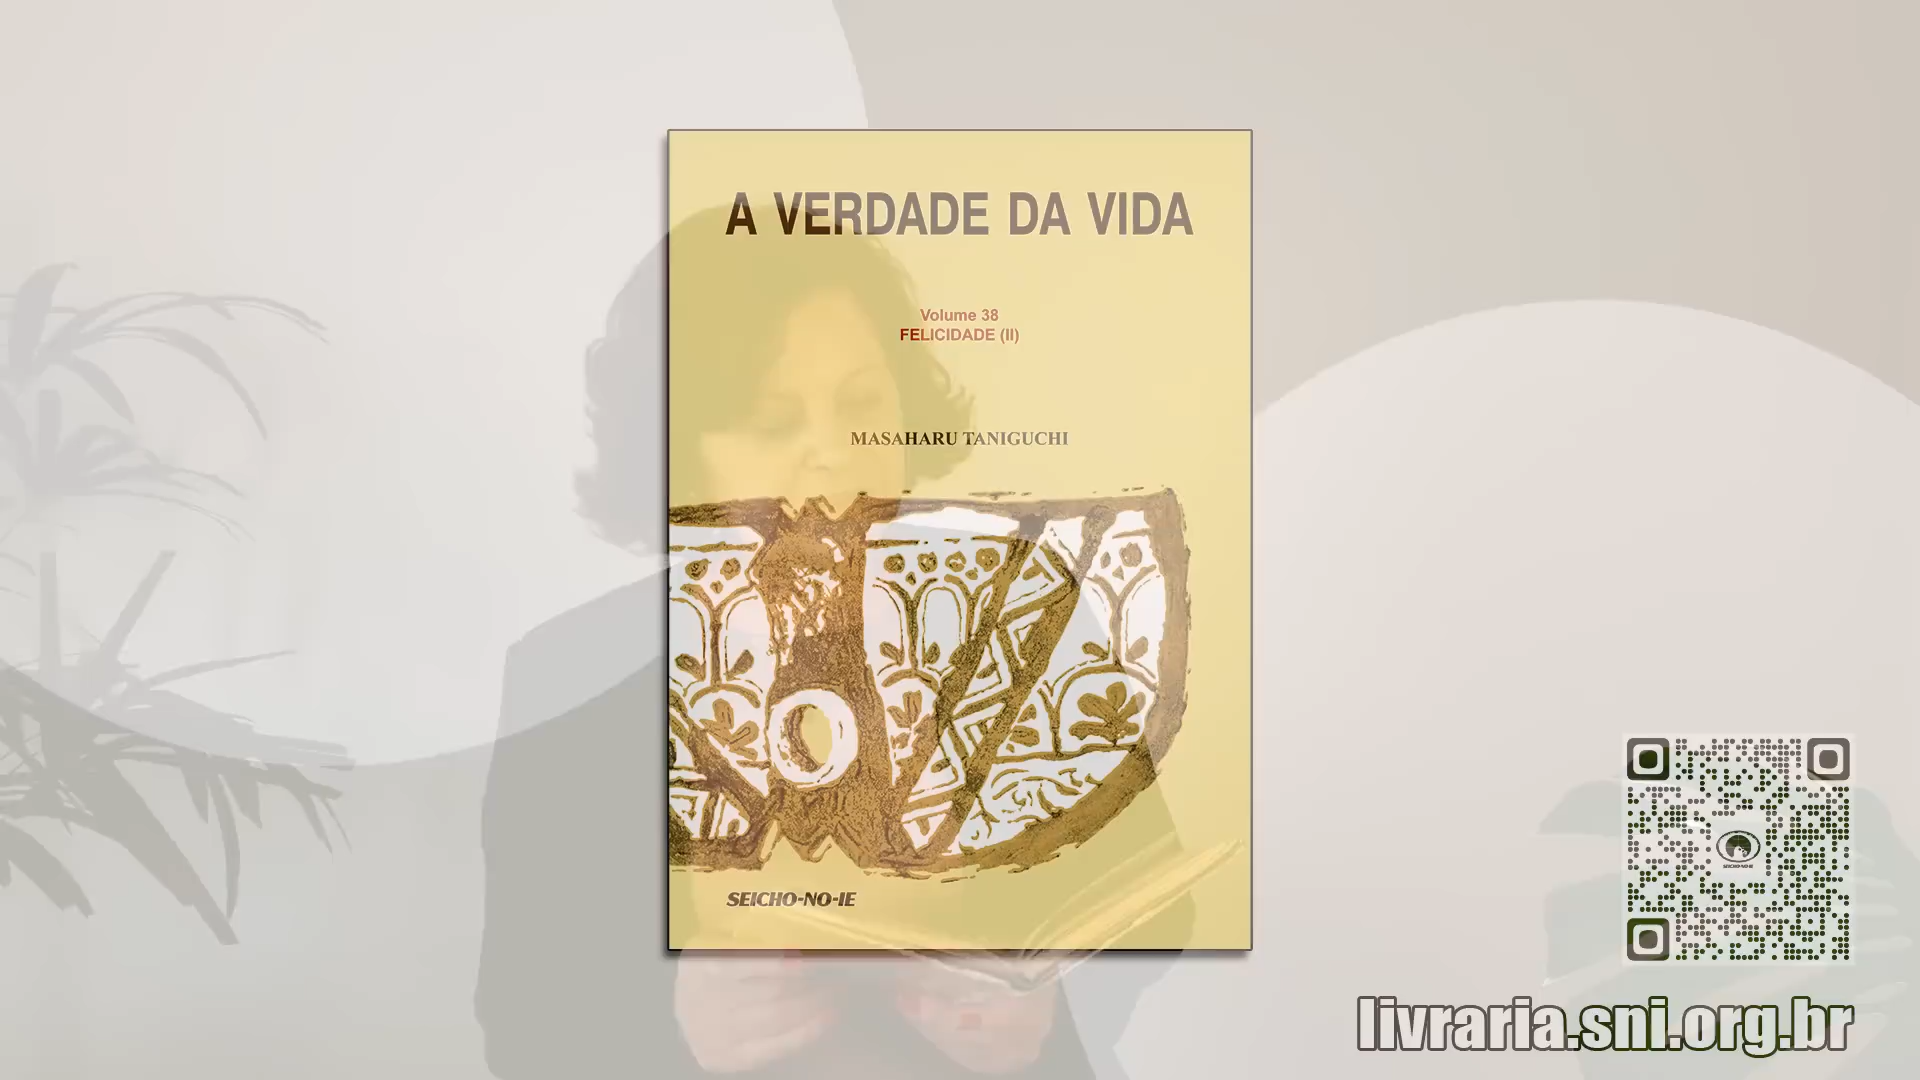 A VERDADE DA VIDA
Volume 38
FELICIDADE (II)
MASAHARU TANIGUCHI
SEICHO-NO-IE
livraria.sni.org.br